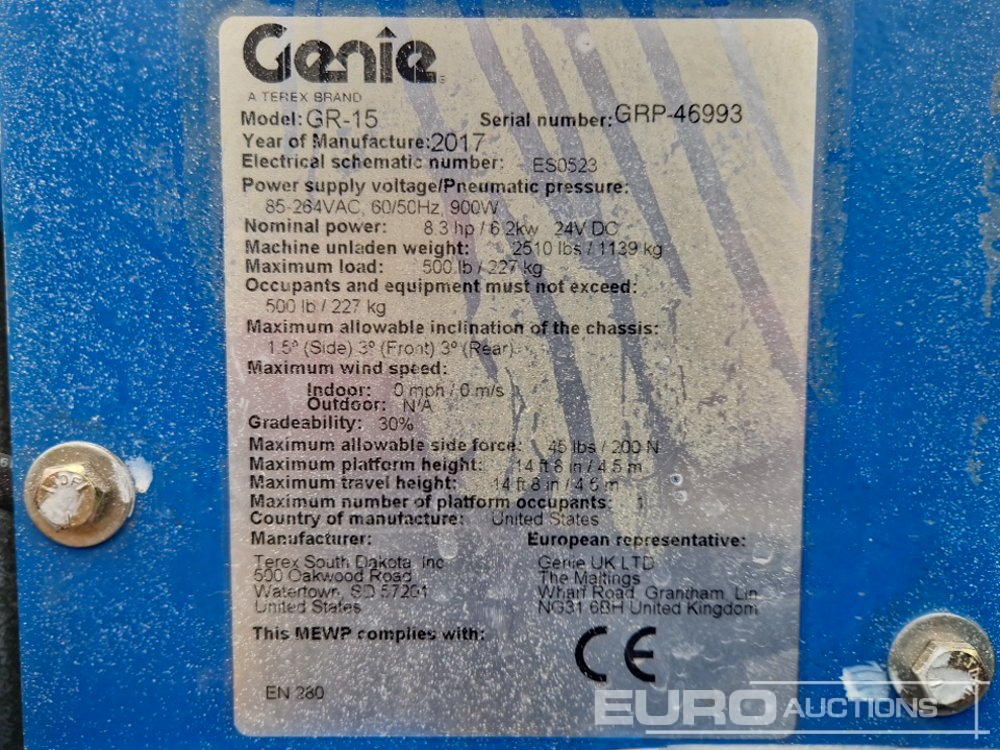 Genie
A TEREX BRAND
Model: GR-15 Serial number: GRP-46993
Year of Manufacture: 2017
Electrical schematic number: ES0523
Power supply voltage/Pneumatic pressure:
85-264VAC, 60/50Hz, 900W
Nominal power: 8.3 hp / 6.2kw 24V DC
Machine unladen weight: 2510 lbs / 1139 kg
Maximum load: 500 lb / 227 kg
Occupants and equipment must not exceed:
500 lb / 227 kg
Maximum allowable inclination of the chassis:
1.5º (Side) 3º (Front) 3º (Rear)
Maximum wind speed:
Indoor: 0 mph / 0 m/s
Outdoor: N/A
Gradeability: 30%
Maximum allowable side force: 45 lbs / 200 N
Maximum platform height: 14 ft 8 in / 4.5 m
Maximum travel height: 14 ft 8 in / 4.5 m
Maximum number of platform occupants: 1
Country of manufacture: United States
Manufacturer: European representative:
Terex South Dakota, Inc Genie UK LTD
500 Oakwood Road The Maltings
Watertown, SD 57201 Wharf Road, Grantham, Lin
United States NG31 6BH United Kingdom
This MEWP complies with: CE
EN 280
EURO AUCTIONS